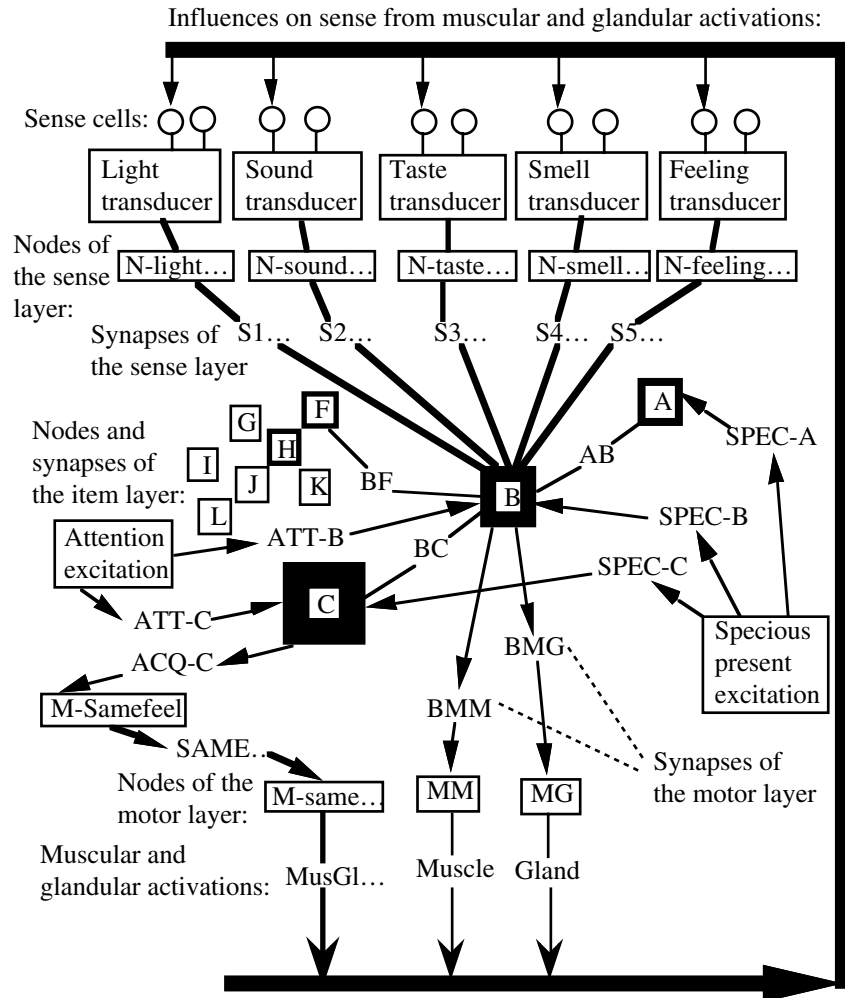 Influences on sense from muscular and glandular activations:
Sense cells:
Light
transducer
Sound
transducer
Taste
transducer
Smell
transducer
Feeling
transducer
Nodes of
the sense
layer:
N-light…
N-sound…
N-taste…
N-smell…
N-feeling…
Synapses of
the sense layer
S1…
S2…
S3…
S4…
S5…
Nodes and
synapses of
the item layer:
F
G
H
I
J
K
L
A
SPEC-A
AB
BF
B
ATT-B
SPEC-B
BC
SPEC-C
Attention
excitation
C
ATT-C
ACQ-C
Specious
present
excitation
BMG
BMM
M-Samefeel
SAME…
Nodes of the
motor layer:
M-same…
MM
MG
Synapses of
the motor layer
Muscular and
glandular activations:
MusGl…
Muscle
Gland